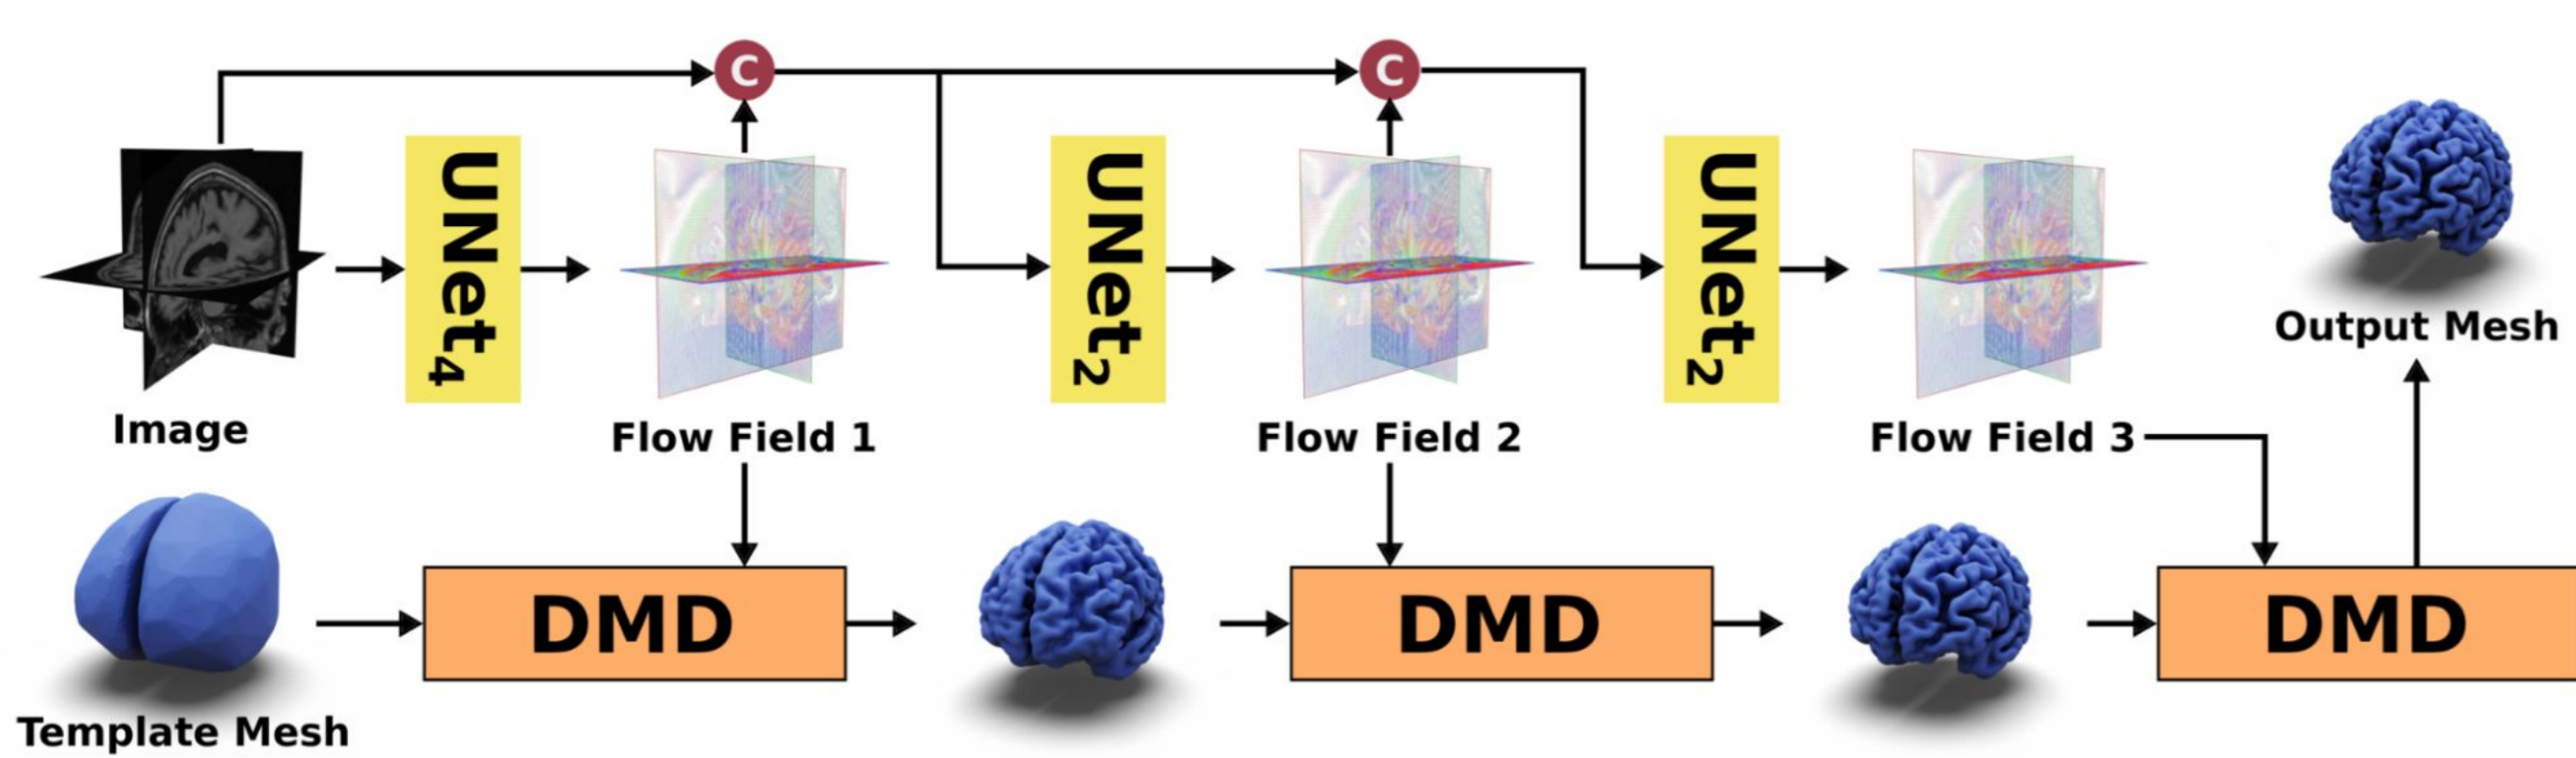 C
C
UNet4
UNet2
UNet2
Image
Flow Field 1
Flow Field 2
Flow Field 3
Output Mesh
DMD
DMD
DMD
Template Mesh